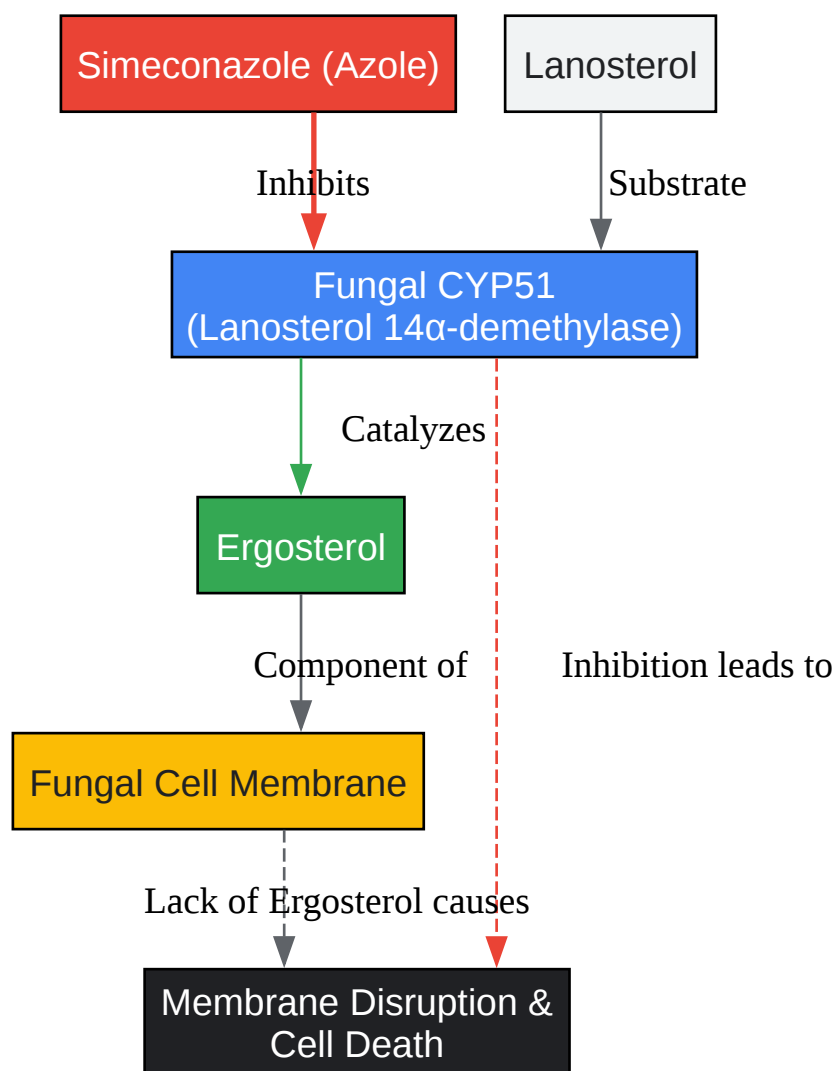 Simeconazole (Azole)
Lanosterol
Inhibits
Substrate
Fungal CYP51
(Lanosterol 14α-demethylase)
Catalyzes
Ergosterol
Component of
Inhibition leads to
Fungal Cell Membrane
Lack of Ergosterol causes
Membrane Disruption &
Cell Death